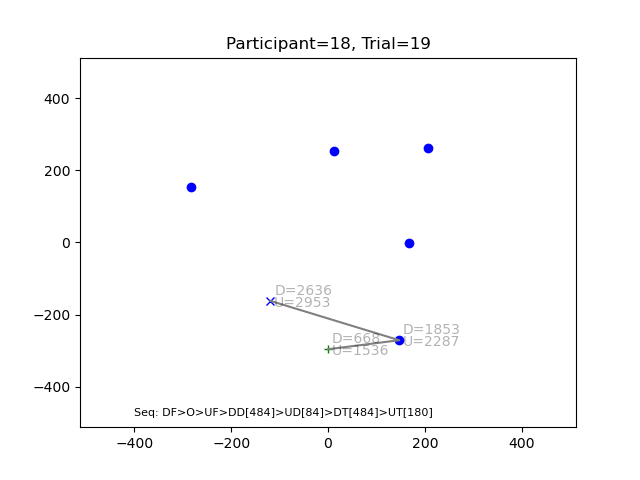 Participant=18, Trial=19
400
200
0
−200
−400
D=2636
U=2953
D=1853
U=2287
D=668
U=1536
Seq: DF>O>UF>DD[484]>UD[84]>DT[484]>UT[180]
−400 −200 0 200 400